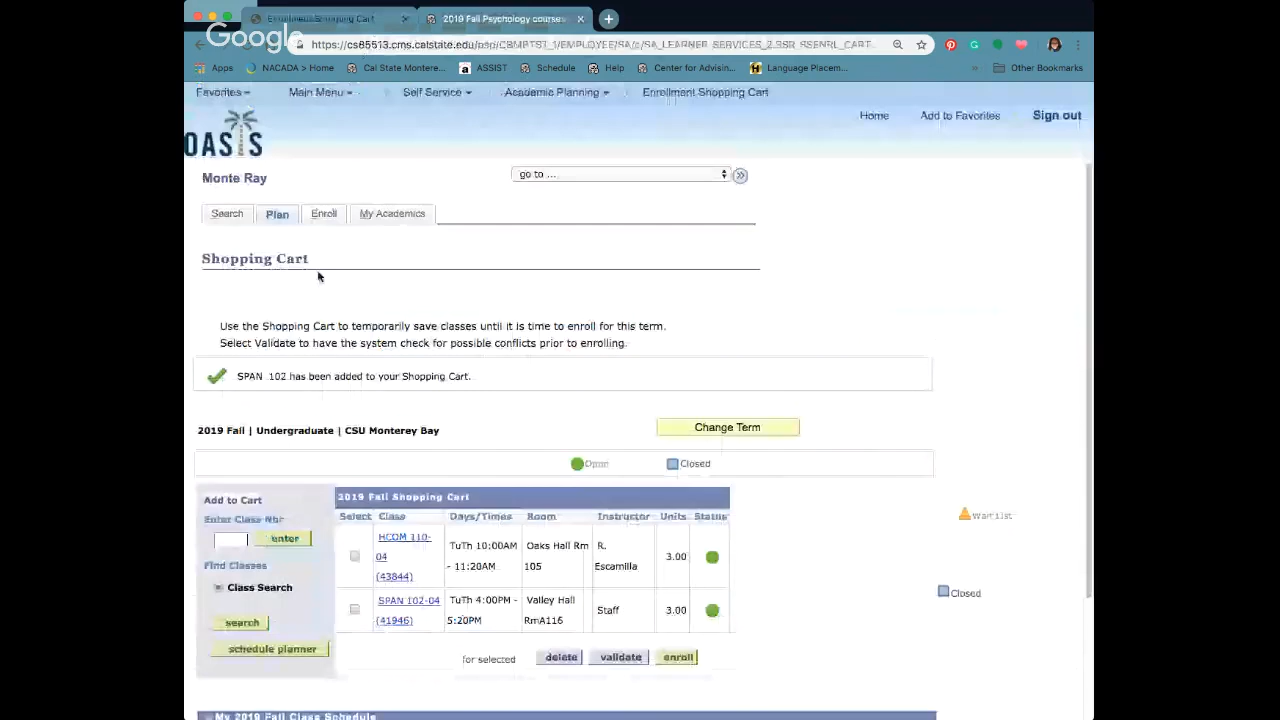 Enrollment Shopping Cart × 2019 Fall Psychology courses × +
Google
https://cs85513.cms.calstate.edu/psp/CSMPTST_1/EMPLOYEE/SA/c/SA_LEARNER_SERVICES_2.SSR_SSENRL_CART...
Apps NACADA > Home Cal State Montere... ASSIST Schedule Help Center for Advisin... Language Placem... » Other Bookmarks
Favorites Main Menu > Self Service > Academic Planning > Enrollment Shopping Cart
Home Add to Favorites Sign out
OASIS
Monte Ray
go to ... »
Search Plan Enroll My Academics
Shopping Cart
Use the Shopping Cart to temporarily save classes until it is time to enroll for this term.
Select Validate to have the system check for possible conflicts prior to enrolling.
SPAN 102 has been added to your Shopping Cart.
2019 Fall | Undergraduate | CSU Monterey Bay
Change Term
Open Closed
Wait List
Closed
Add to Cart
Enter Class Nbr
enter
Find Classes
Class Search
search
schedule planner
2019 Fall Shopping Cart
Select Class Days/Times Room Instructor Units Status
HCOM 110-
04
(43844)
TuTh 10:00AM
- 11:20AM
Oaks Hall Rm
105
R.
Escamilla
3.00
SPAN 102-04
(41946)
TuTh 4:00PM -
5:20PM
Valley Hall
RmA116
Staff
3.00
for selected delete validate enroll
My 2019 Fall Class Schedule